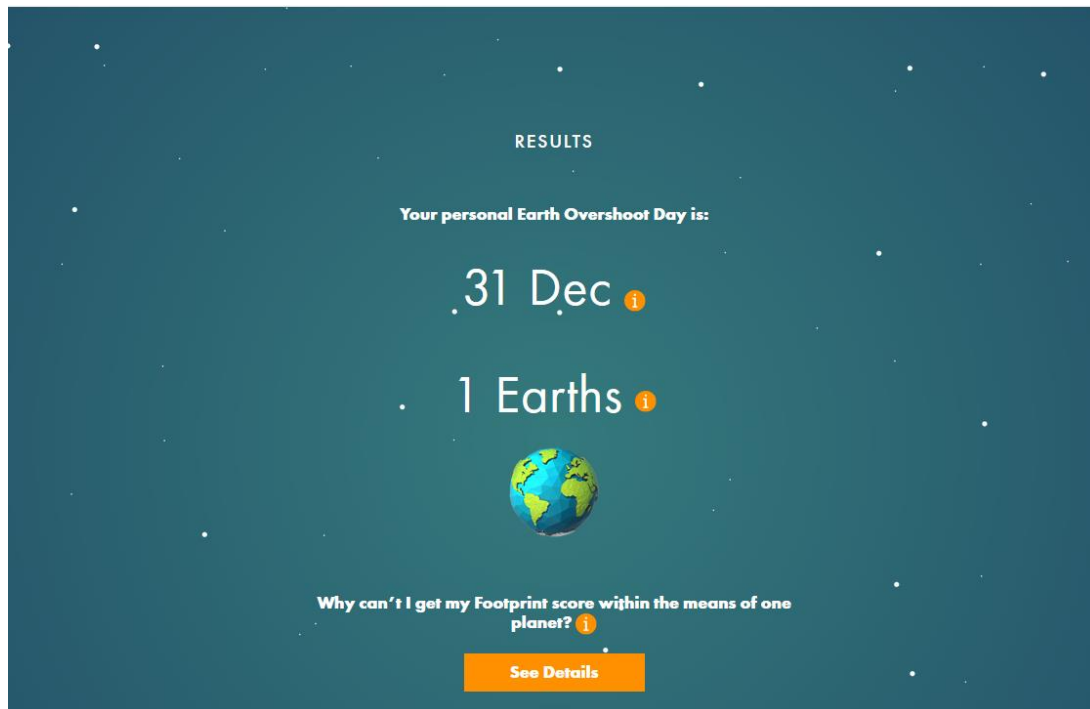 RESULTS
Your personal Earth Overshoot Day is:
31 Dec i
1 Earths i
Why can't I get my Footprint score within the means of one
planet? i
See Details